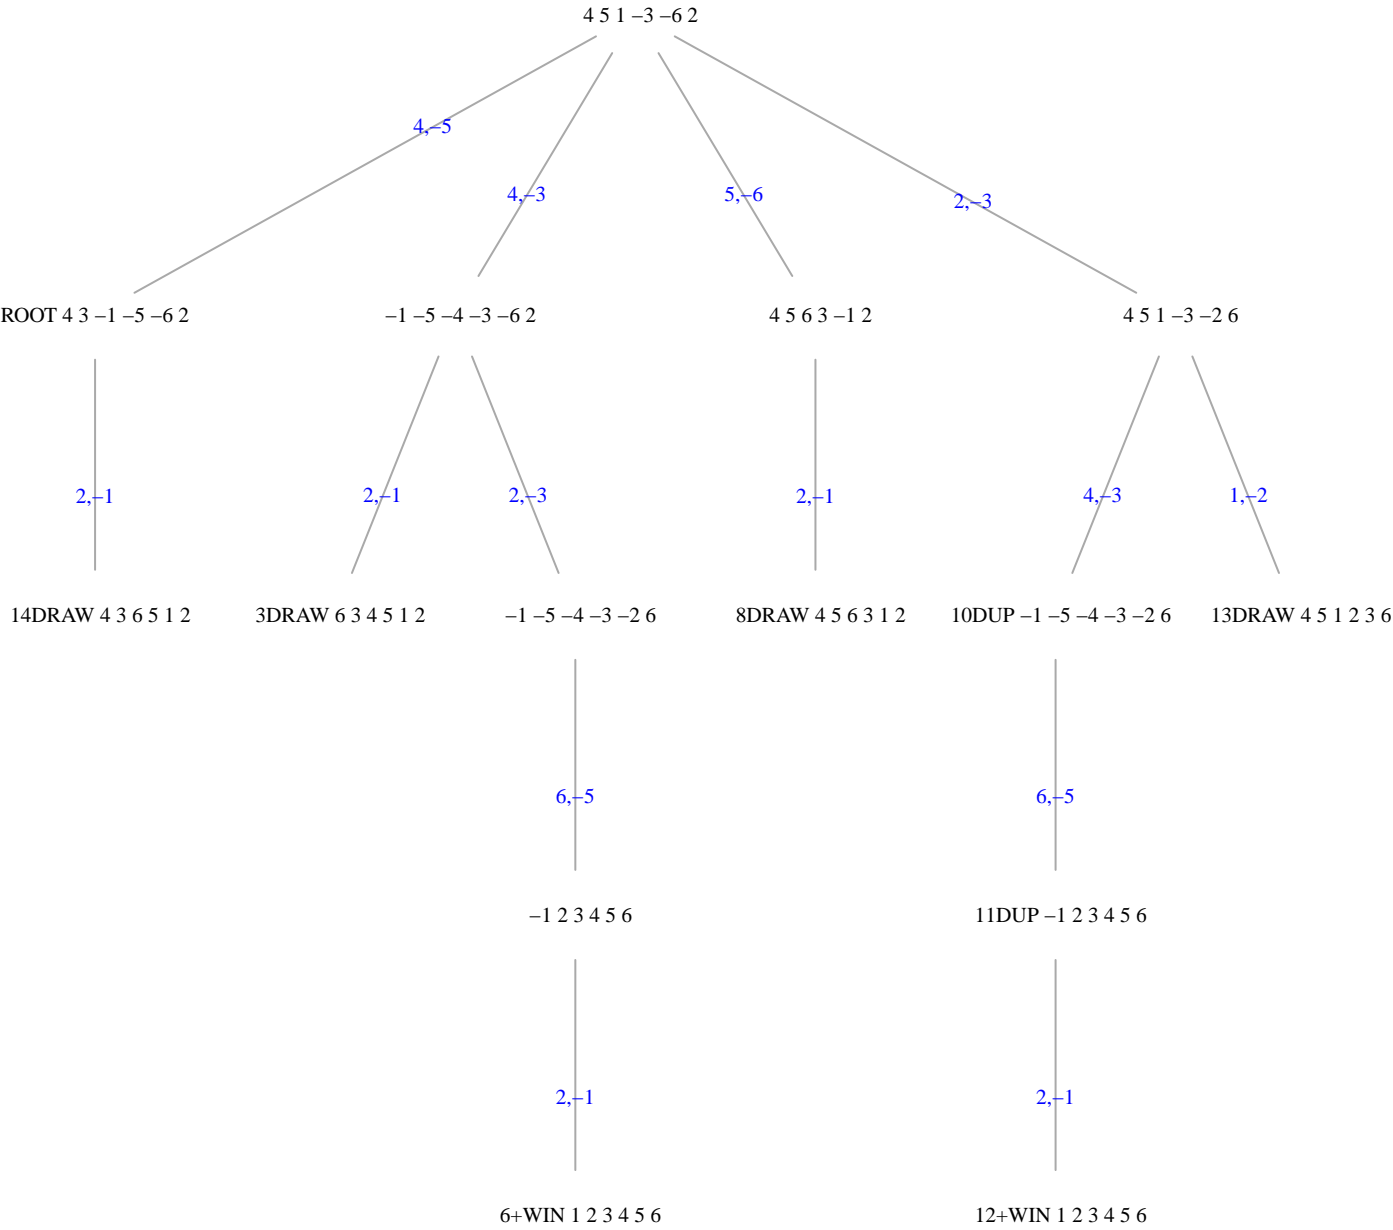 4 5 1 –3 –6 2
4,–5
4,–3
5,–6
2,–3
ROOT 4 3 –1 –5 –6 2
–1 –5 –4 –3 –6 2
4 5 6 3 –1 2
4 5 1 –3 –2 6
2,–1
2,–1
2,–3
2,–1
4,–3
1,–2
14DRAW 4 3 6 5 1 2
3DRAW 6 3 4 5 1 2
–1 –5 –4 –3 –2 6
8DRAW 4 5 6 3 1 2
10DUP –1 –5 –4 –3 –2 6
13DRAW 4 5 1 2 3 6
6,–5
6,–5
–1 2 3 4 5 6
11DUP –1 2 3 4 5 6
2,–1
2,–1
6+WIN 1 2 3 4 5 6
12+WIN 1 2 3 4 5 6